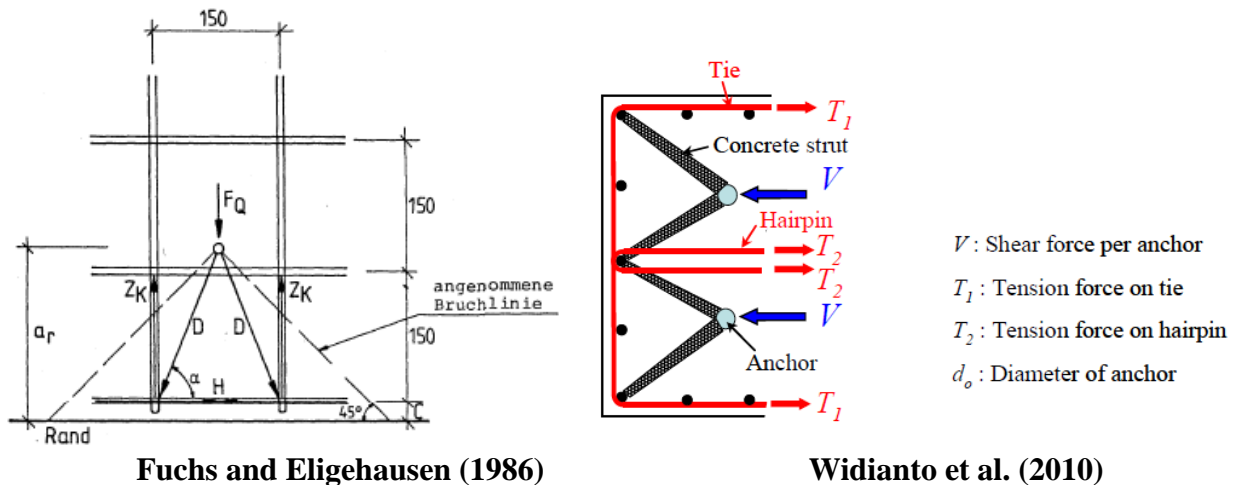 150
F_Q
150
Z_K
Z_K
D
D
a_r
α
H
150
angenommene
Bruchlinie
45°
C
Rand
Tie
T_1
Concrete strut
V
Hairpin
T_2
T_2
V
Anchor
T_1
V : Shear force per anchor
T_1 : Tension force on tie
T_2 : Tension force on hairpin
d_o : Diameter of anchor
Fuchs and Eligehausen (1986)
Widianto et al. (2010)